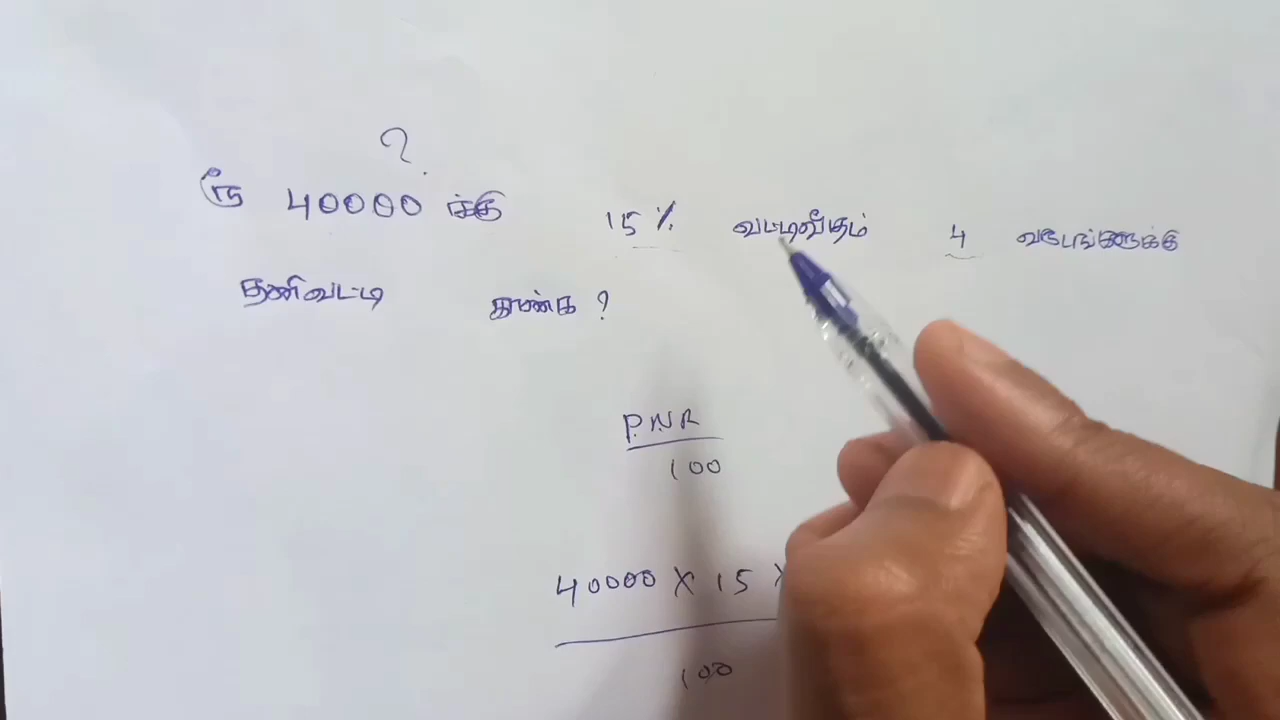 ?
ரூ 40000 க்கு 15 % வட்டிவீதம் 4 வருடங்களுக்கு
தனிவட்டி காண்க ?
P.N.R
100
40000 X 15 X
100